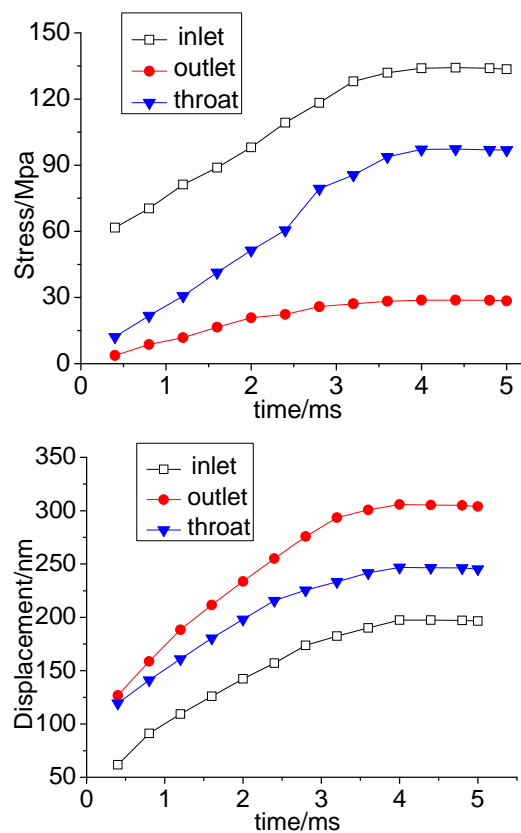 150
120
90
60
30
0
Stress/Mpa
inlet
outlet
throat
0 1 2 3 4 5
time/ms
350
300
250
200
150
100
50
Displacement/nm
inlet
outlet
throat
0 1 2 3 4 5
time/ms